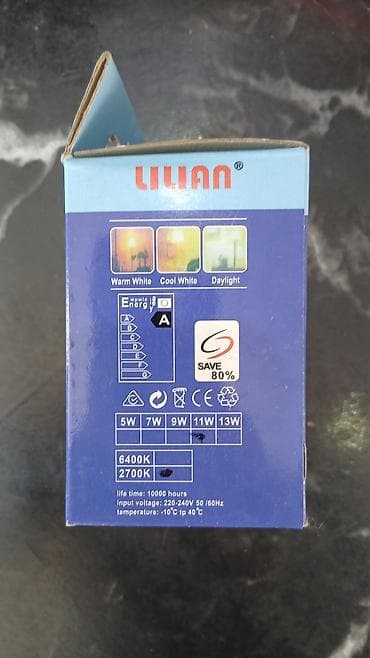 LILIAN®
Warm White Cool White Daylight
Energy
A A
B
C
D
E
F
G
SAVE
80%
CE
5W 7W 9W 11W 13W
6400K
2700K
life time: 10000 hours
input voltage: 220-240V 50 /60Hz
temperature: -10°C tp 40°C